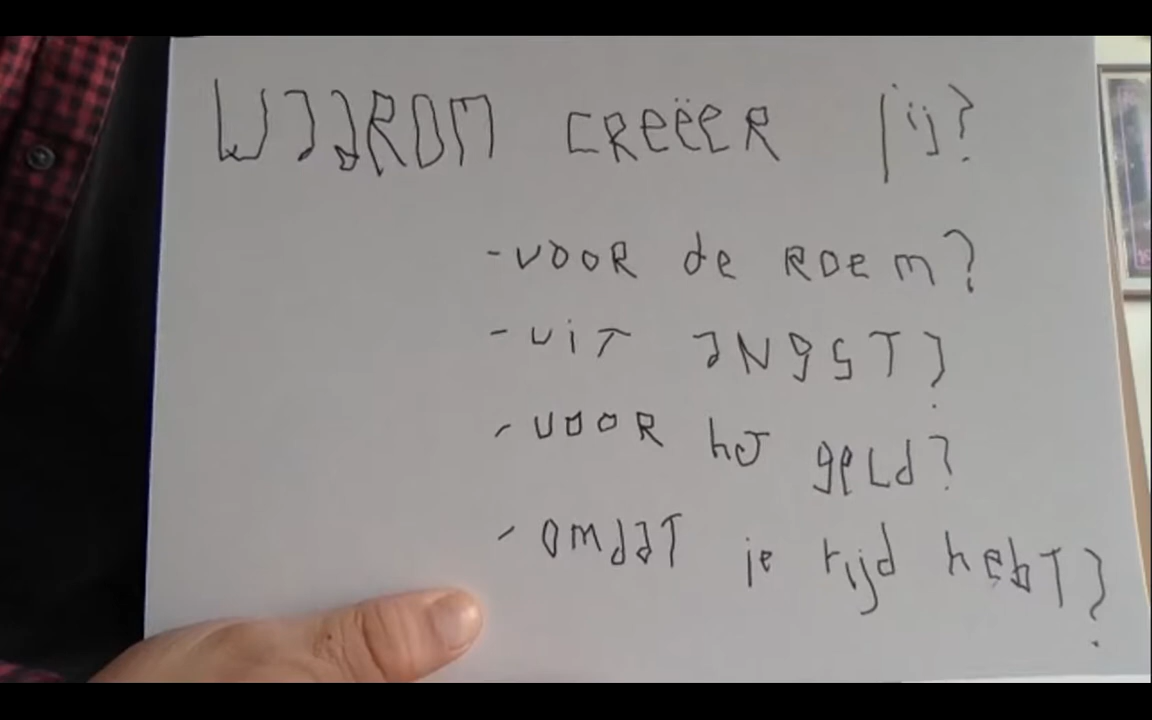 WAAROM CREËER jij?
-VOOR de ROEM?
-UIT ANGST?
-VOOR het geLd?
-OMdAT je tijd hebT?